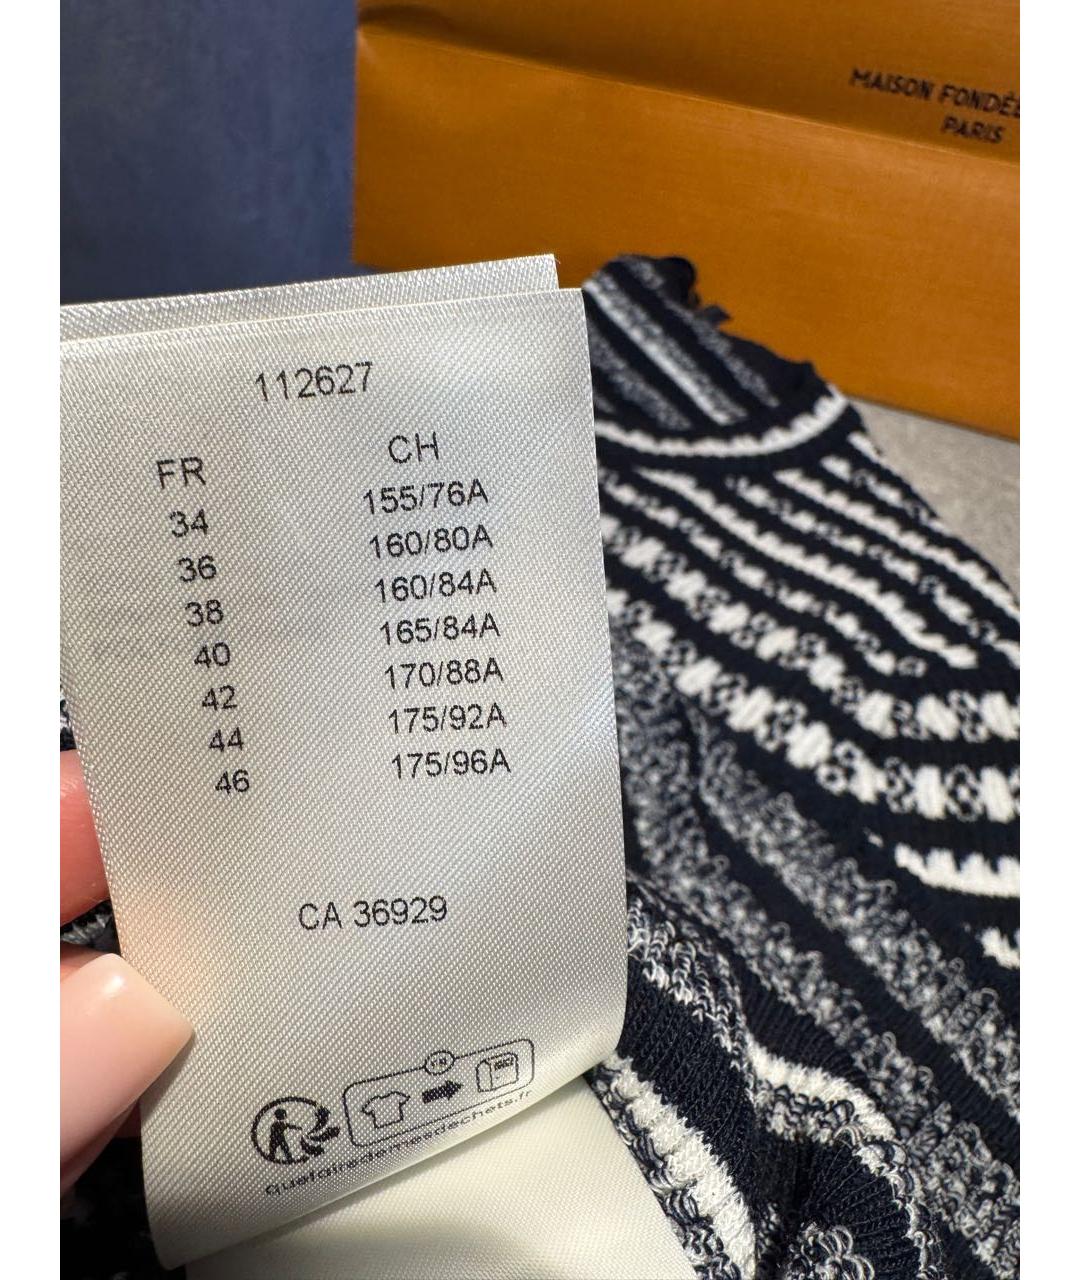 MAISON FONDÉE
PARIS
112627
FR CH
34 155/76A
36 160/80A
38 160/84A
40 165/84A
42 170/88A
44 175/92A
46 175/96A
CA 36929
FR
quefairedemesdechets.fr